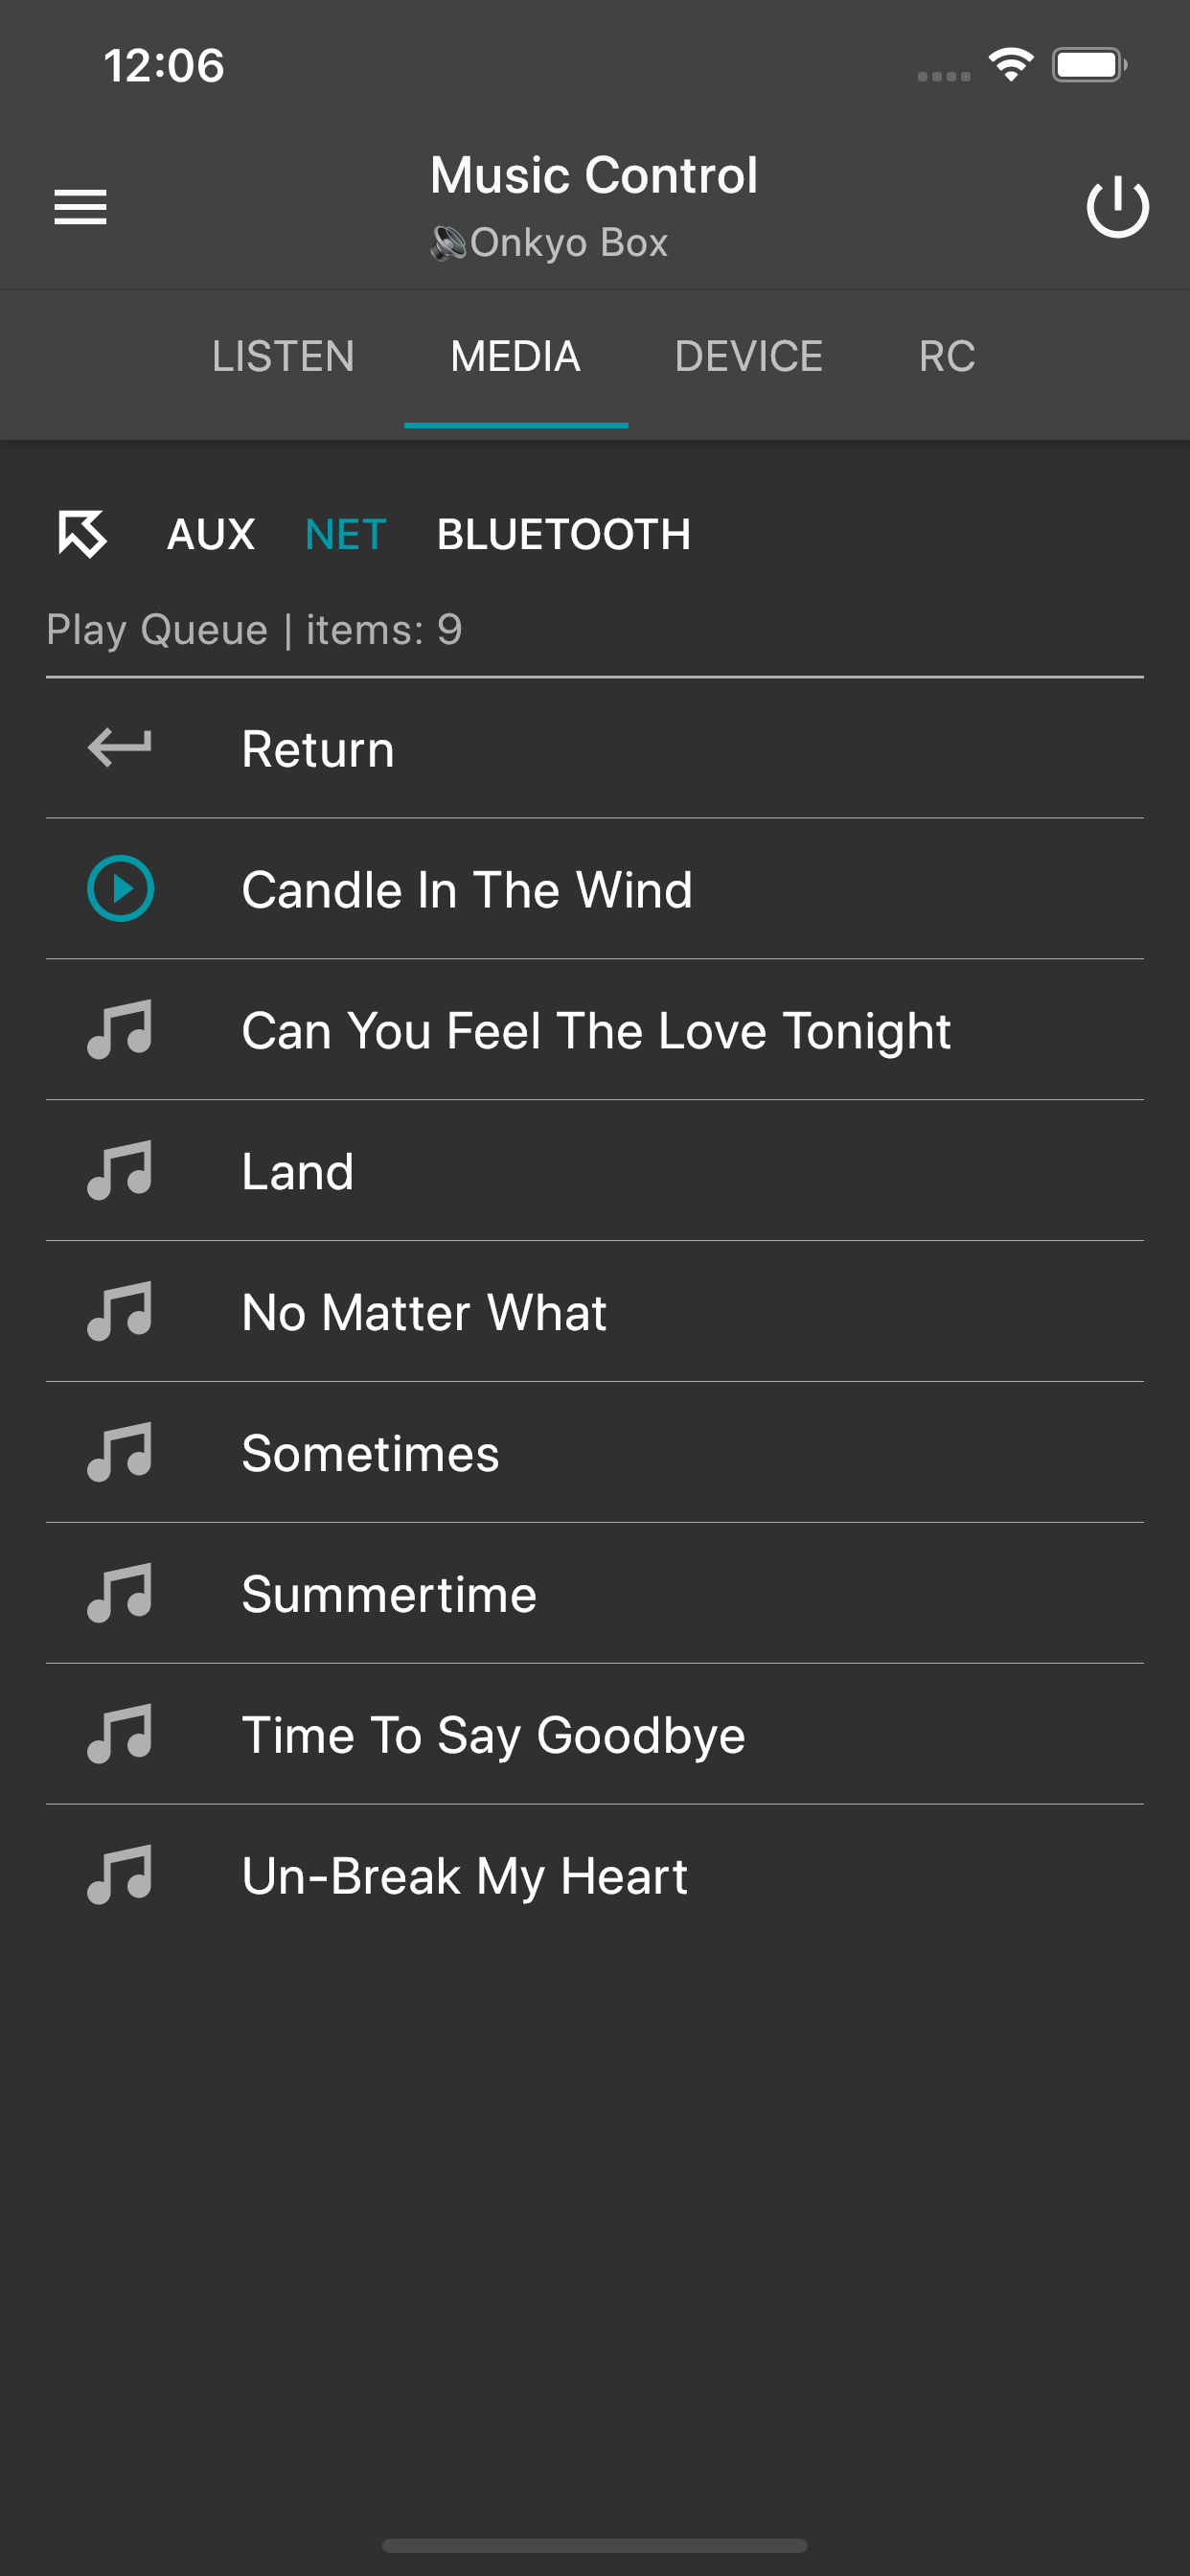 12:06
Music Control
🔊Onkyo Box
LISTEN MEDIA DEVICE RC
AUX NET BLUETOOTH
Play Queue | items: 9
Return
Candle In The Wind
Can You Feel The Love Tonight
Land
No Matter What
Sometimes
Summertime
Time To Say Goodbye
Un-Break My Heart